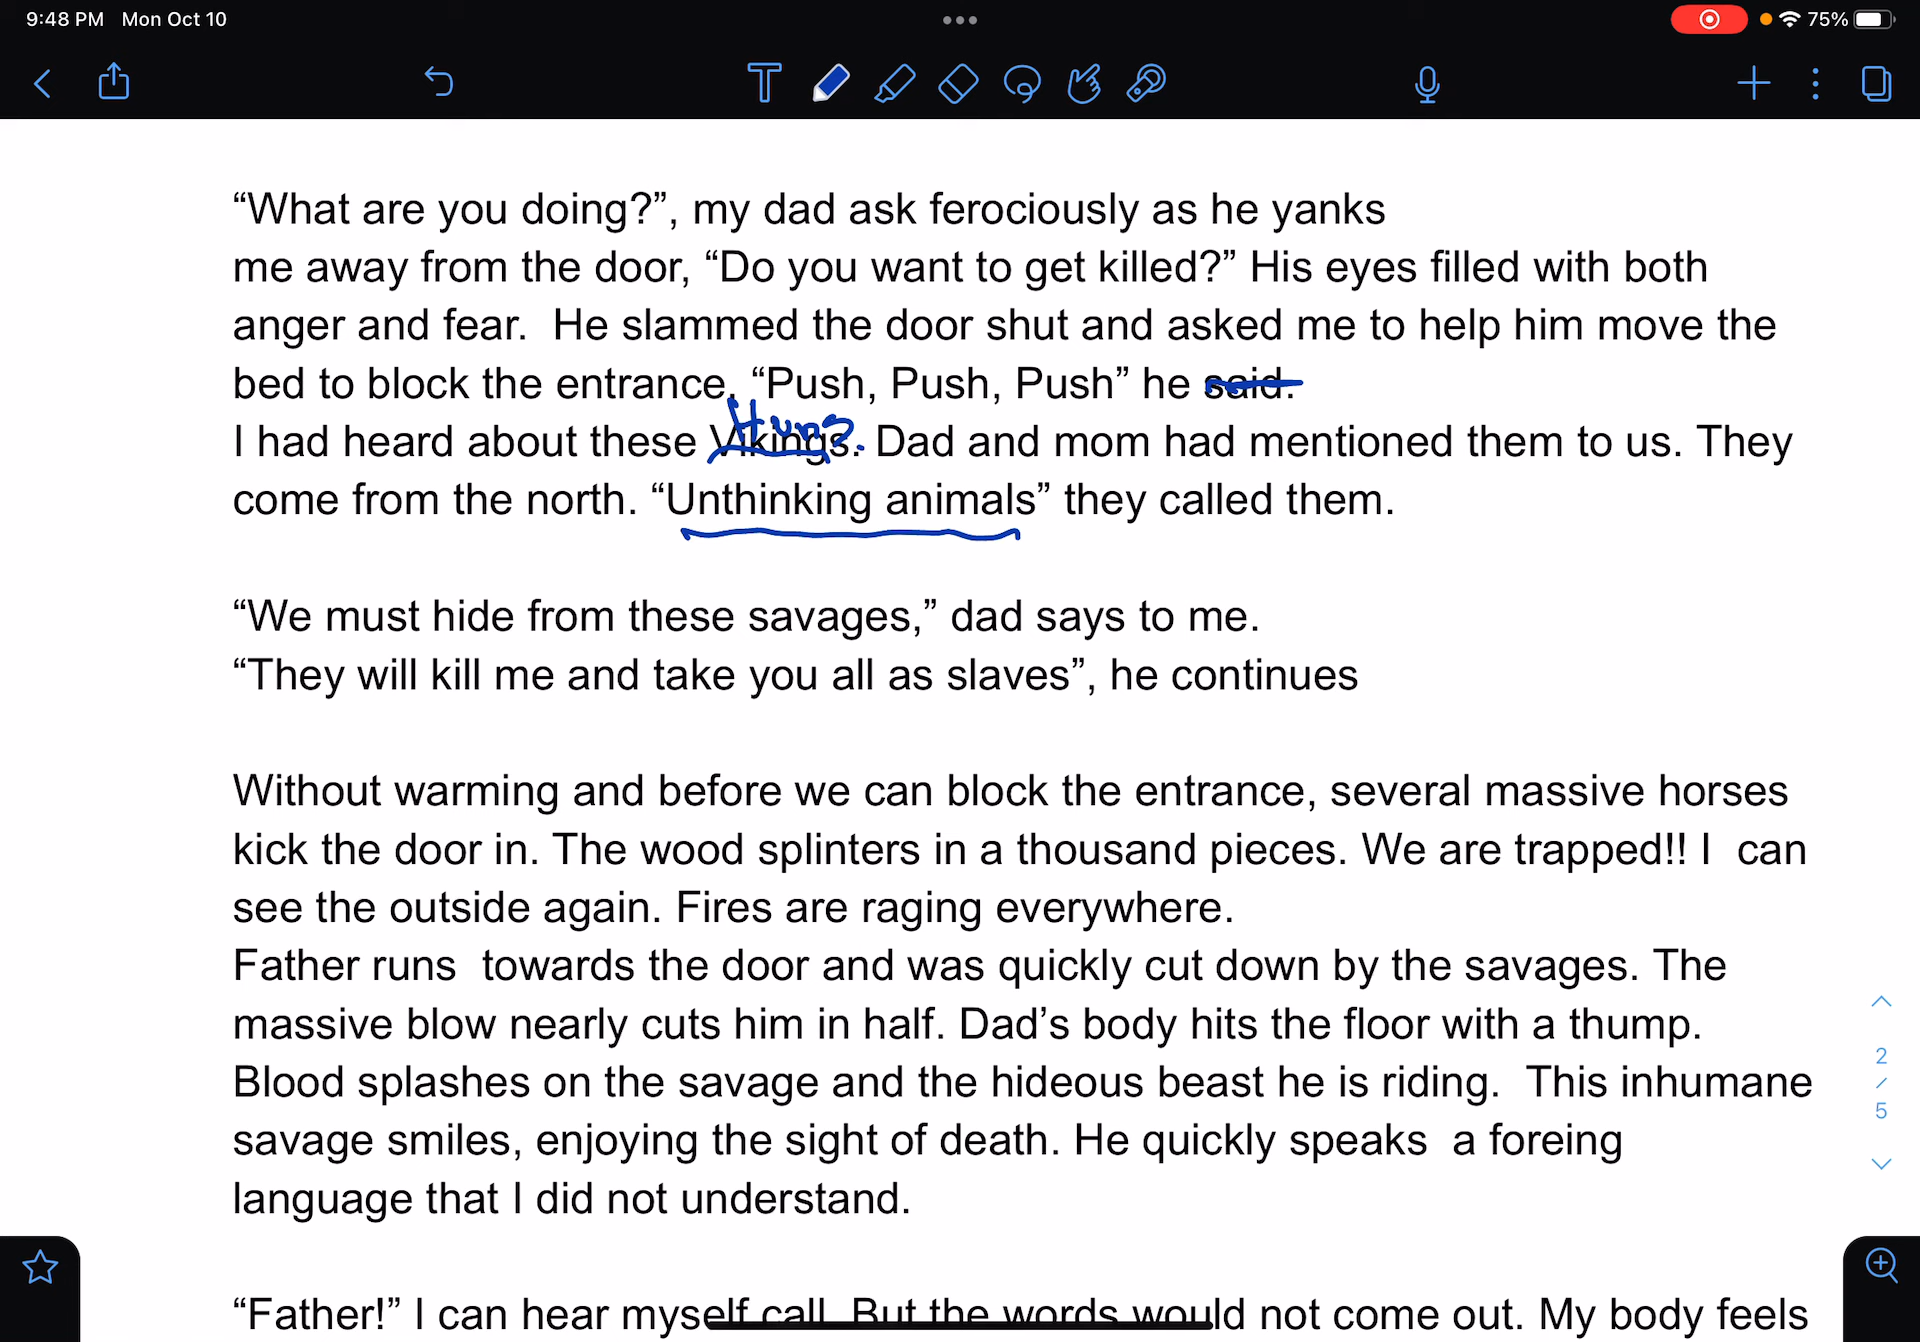 9:48 PM Mon Oct 10
75%
“What are you doing?”, my dad ask ferociously as he yanks
me away from the door, “Do you want to get killed?” His eyes filled with both
anger and fear.  He slammed the door shut and asked me to help him move the
bed to block the entrance. “Push, Push, Push” he said.
Huns
I had heard about these Vikings. Dad and mom had mentioned them to us. They
come from the north. “Unthinking animals” they called them.
“We must hide from these savages,” dad says to me.
“They will kill me and take you all as slaves”, he continues
Without warming and before we can block the entrance, several massive horses
kick the door in. The wood splinters in a thousand pieces. We are trapped!! I  can
see the outside again. Fires are raging everywhere.
Father runs  towards the door and was quickly cut down by the savages. The
massive blow nearly cuts him in half. Dad’s body hits the floor with a thump.
Blood splashes on the savage and the hideous beast he is riding.  This inhumane
savage smiles, enjoying the sight of death. He quickly speaks  a foreing
language that I did not understand.
“Father!” I can hear myself call. But the words would not come out. My body feels
2
/
5